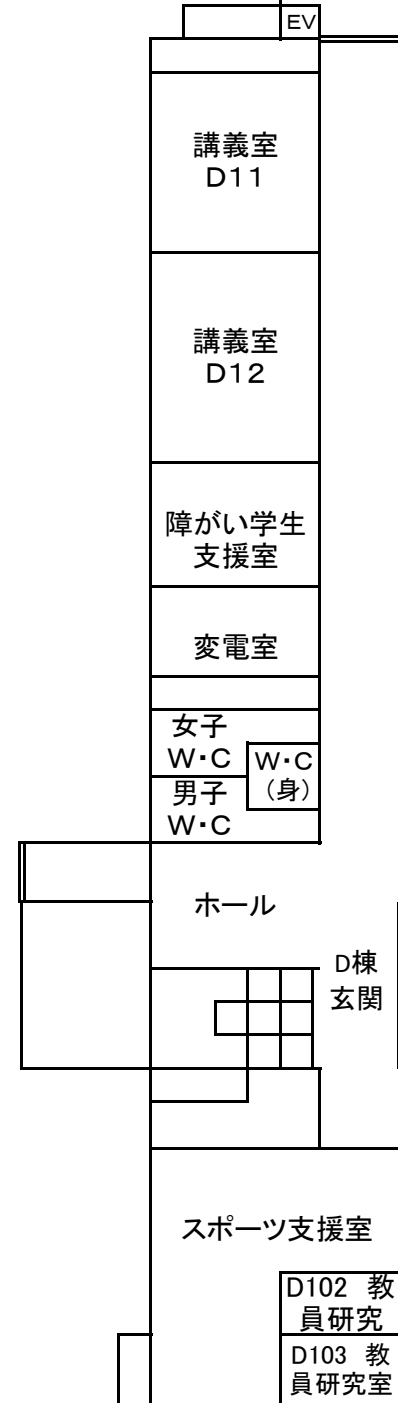 EV
講義室
D11
講義室
D12
障がい学生
支援室
変電室
女子
W・C
W・C
(身)
男子
W・C
ホール
D棟
玄関
スポーツ支援室
D102 教
員研究
D103 教
員研究室